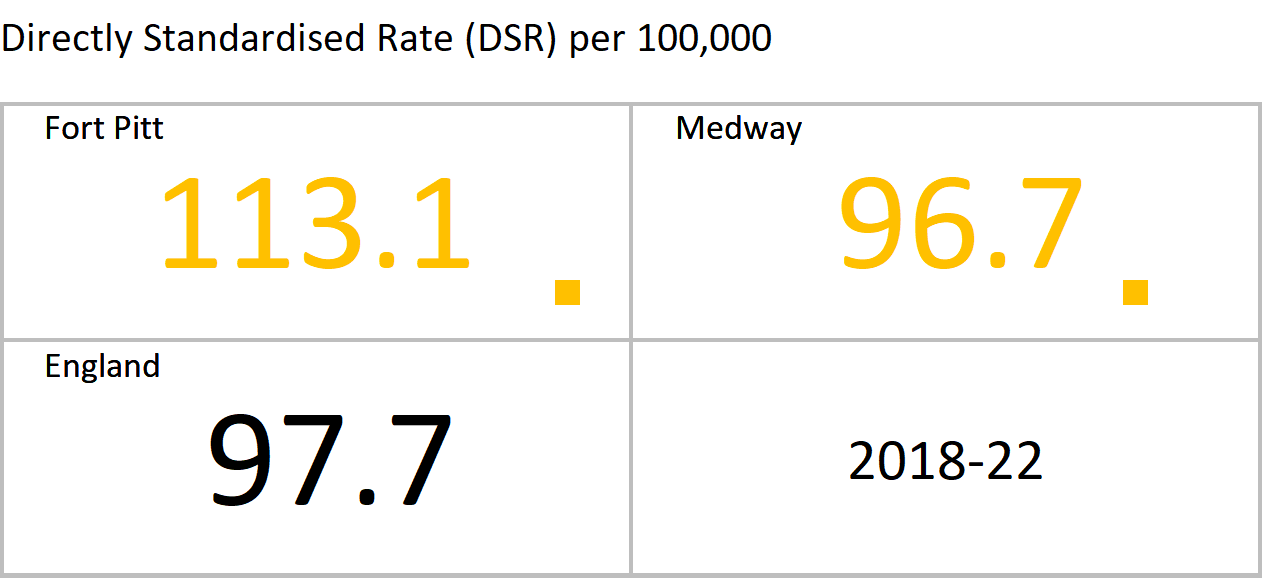 Directly Standardised Rate (DSR) per 100,000
Fort Pitt
113.1
Medway
96.7
England
97.7
2018-22